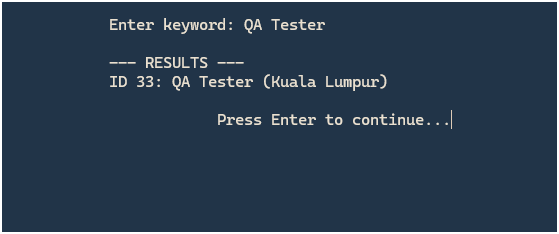 Enter keyword: QA Tester
--- RESULTS ---
ID 33: QA Tester (Kuala Lumpur)
Press Enter to continue...